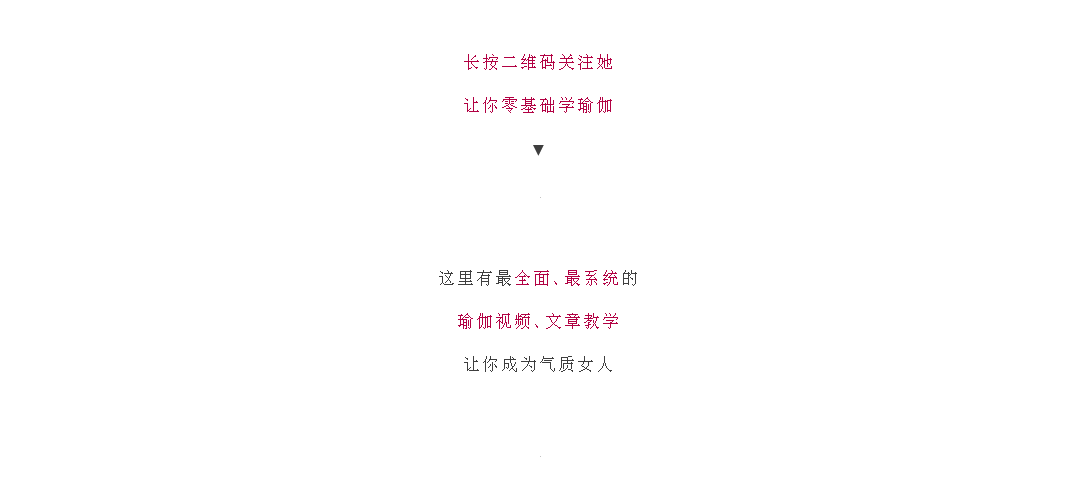 长按二维码关注她
让你零基础学瑜伽
▼
这里有最全面、最系统的
瑜伽视频、文章教学
让你成为气质女人